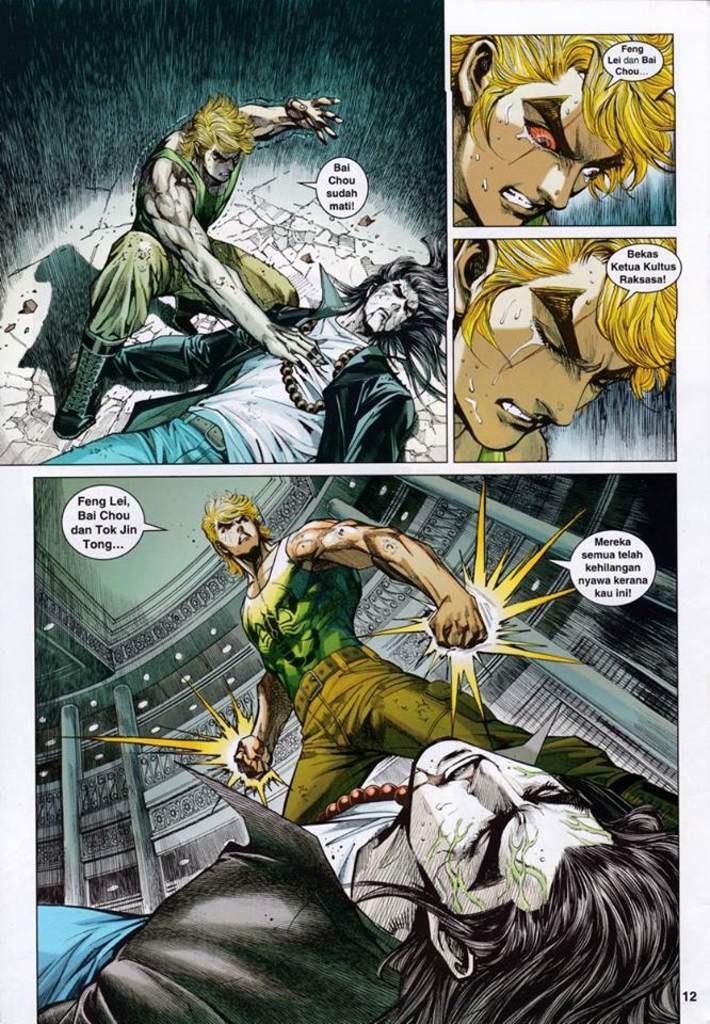 Bai
Chou
sudah
mati!
Feng
Lei dan Bai
Chou...
Bekas
Ketua Kultus
Raksasa!
Feng Lei,
Bai Chou
dan Tok Jin
Tong...
Mereka
semua telah
kehilangan
nyawa kerana
kau ini!
12